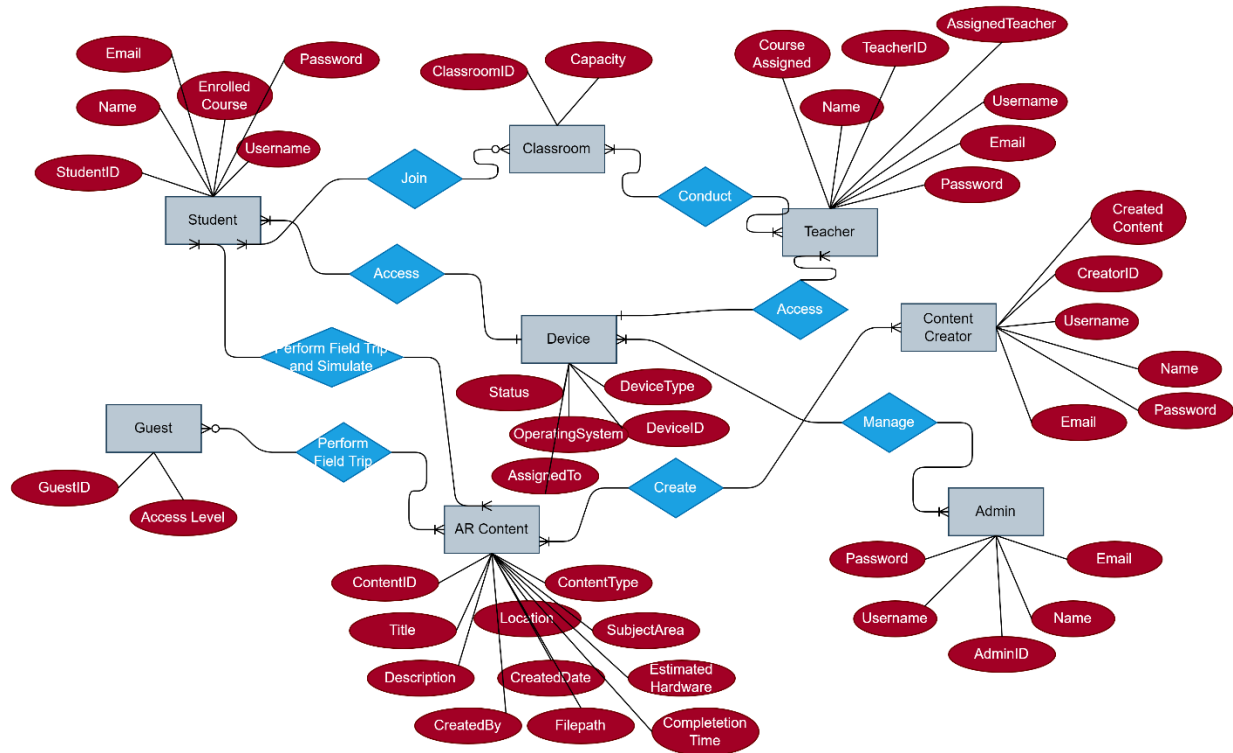 AssignedTeacher
Email
Password
Course
Assigned
TeacherID
ClassroomID
Capacity
Enrolled
Course
Name
Name
Username
Username
Email
StudentID
Classroom
Join
Password
Conduct
Student
Teacher
Created
Content
CreatorID
Access
Access
Username
Content
Creator
Device
Perform Field Trip
and Simulate
Name
Status
DeviceType
Password
Email
Guest
OperatingSystem
DeviceID
Manage
Perform
Field Trip
AssignedTo
Create
GuestID
Access Level
AR Content
Admin
Password
Email
ContentID
ContentType
Username
Name
Location
Title
SubjectArea
AdminID
Description
CreatedDate
Estimated
Hardware
CreatedBy
Filepath
Completetion
Time